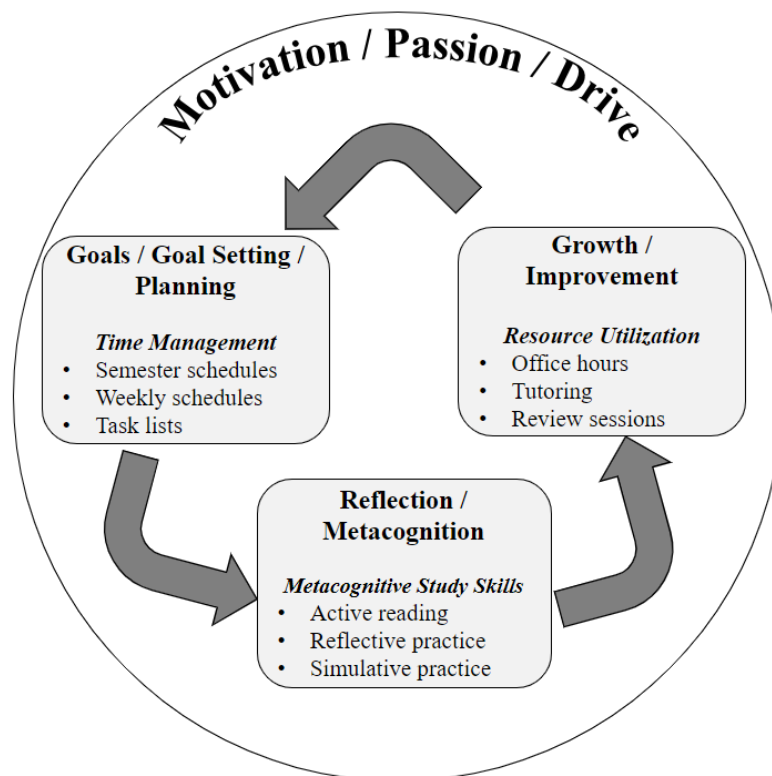 Motivation / Passion / Drive
Goals / Goal Setting /
Planning
Time Management
• Semester schedules
• Weekly schedules
• Task lists
Growth /
Improvement
Resource Utilization
• Office hours
• Tutoring
• Review sessions
Reflection /
Metacognition
Metacognitive Study Skills
• Active reading
• Reflective practice
• Simulative practice